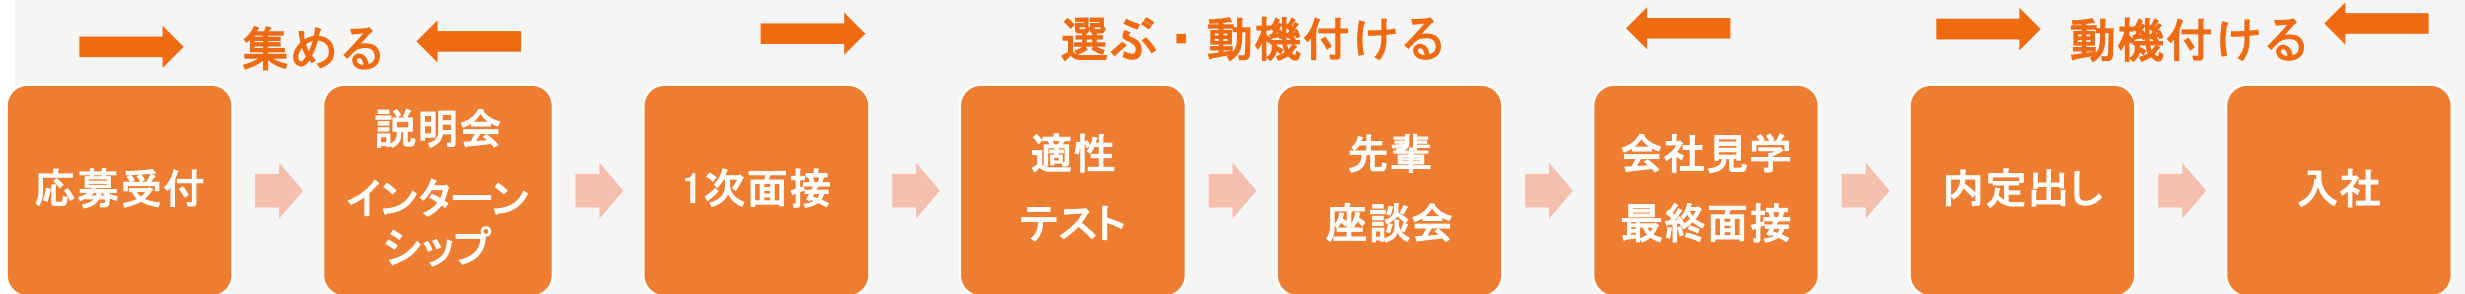 集める
選ぶ・動機付ける
動機付ける
応募受付
説明会
インターン
シップ
1次面接
適性
テスト
先輩
座談会
会社見学
最終面接
内定出し
入社